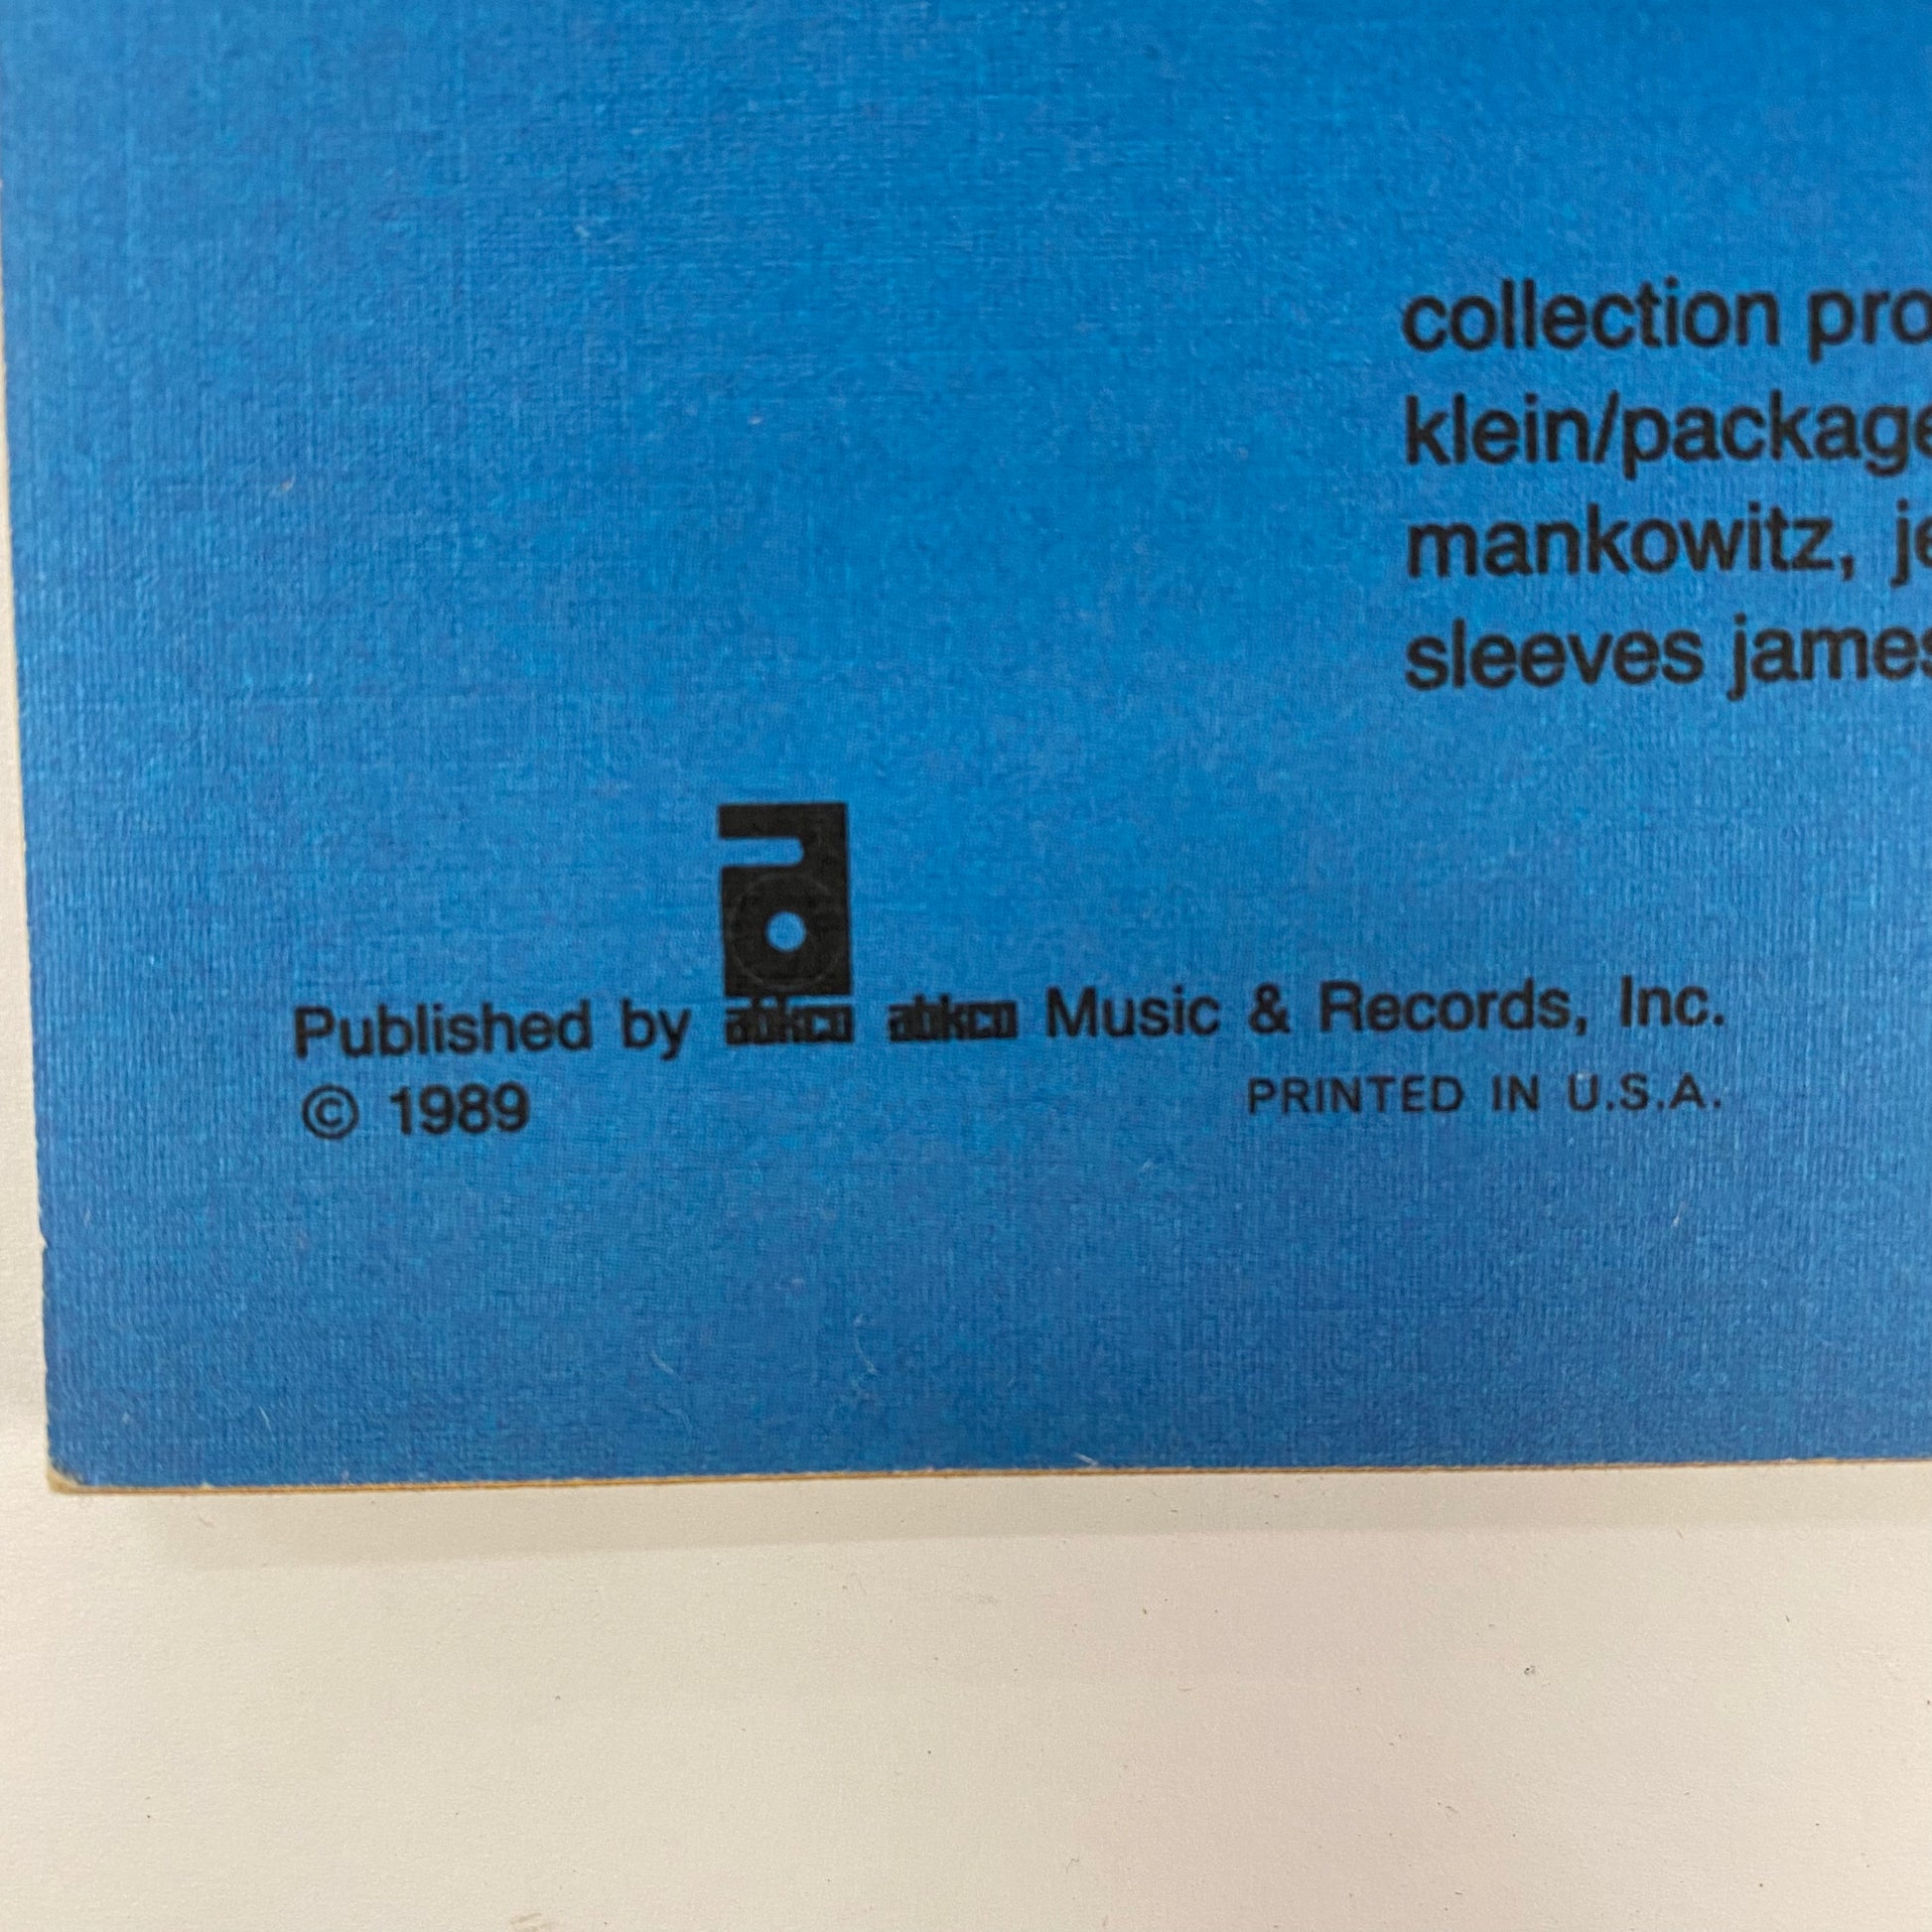 collection pro
klein/package
mankowitz, je
sleeves james
Published by abkco abkco Music & Records, Inc.
© 1989
PRINTED IN U.S.A.